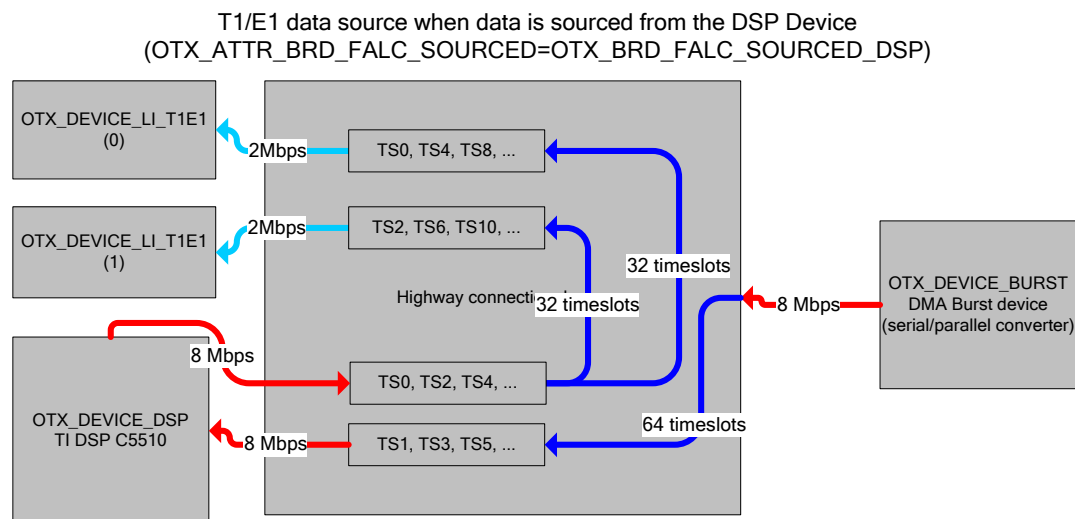 T1/E1 data source when data is sourced from the DSP Device
(OTX_ATTR_BRD_FALC_SOURCED=OTX_BRD_FALC_SOURCED_DSP)
OTX_DEVICE_LI_T1E1
(0)
2Mbps
TS0, TS4, TS8, ...
OTX_DEVICE_LI_T1E1
(1)
2Mbps
TS2, TS6, TS10, ...
Highway connection
32 timeslots
32 timeslots
8 Mbps
OTX_DEVICE_BURST
DMA Burst device
(serial/parallel converter)
8 Mbps
TS0, TS2, TS4, ...
64 timeslots
OTX_DEVICE_DSP
TI DSP C5510
8 Mbps
TS1, TS3, TS5, ...